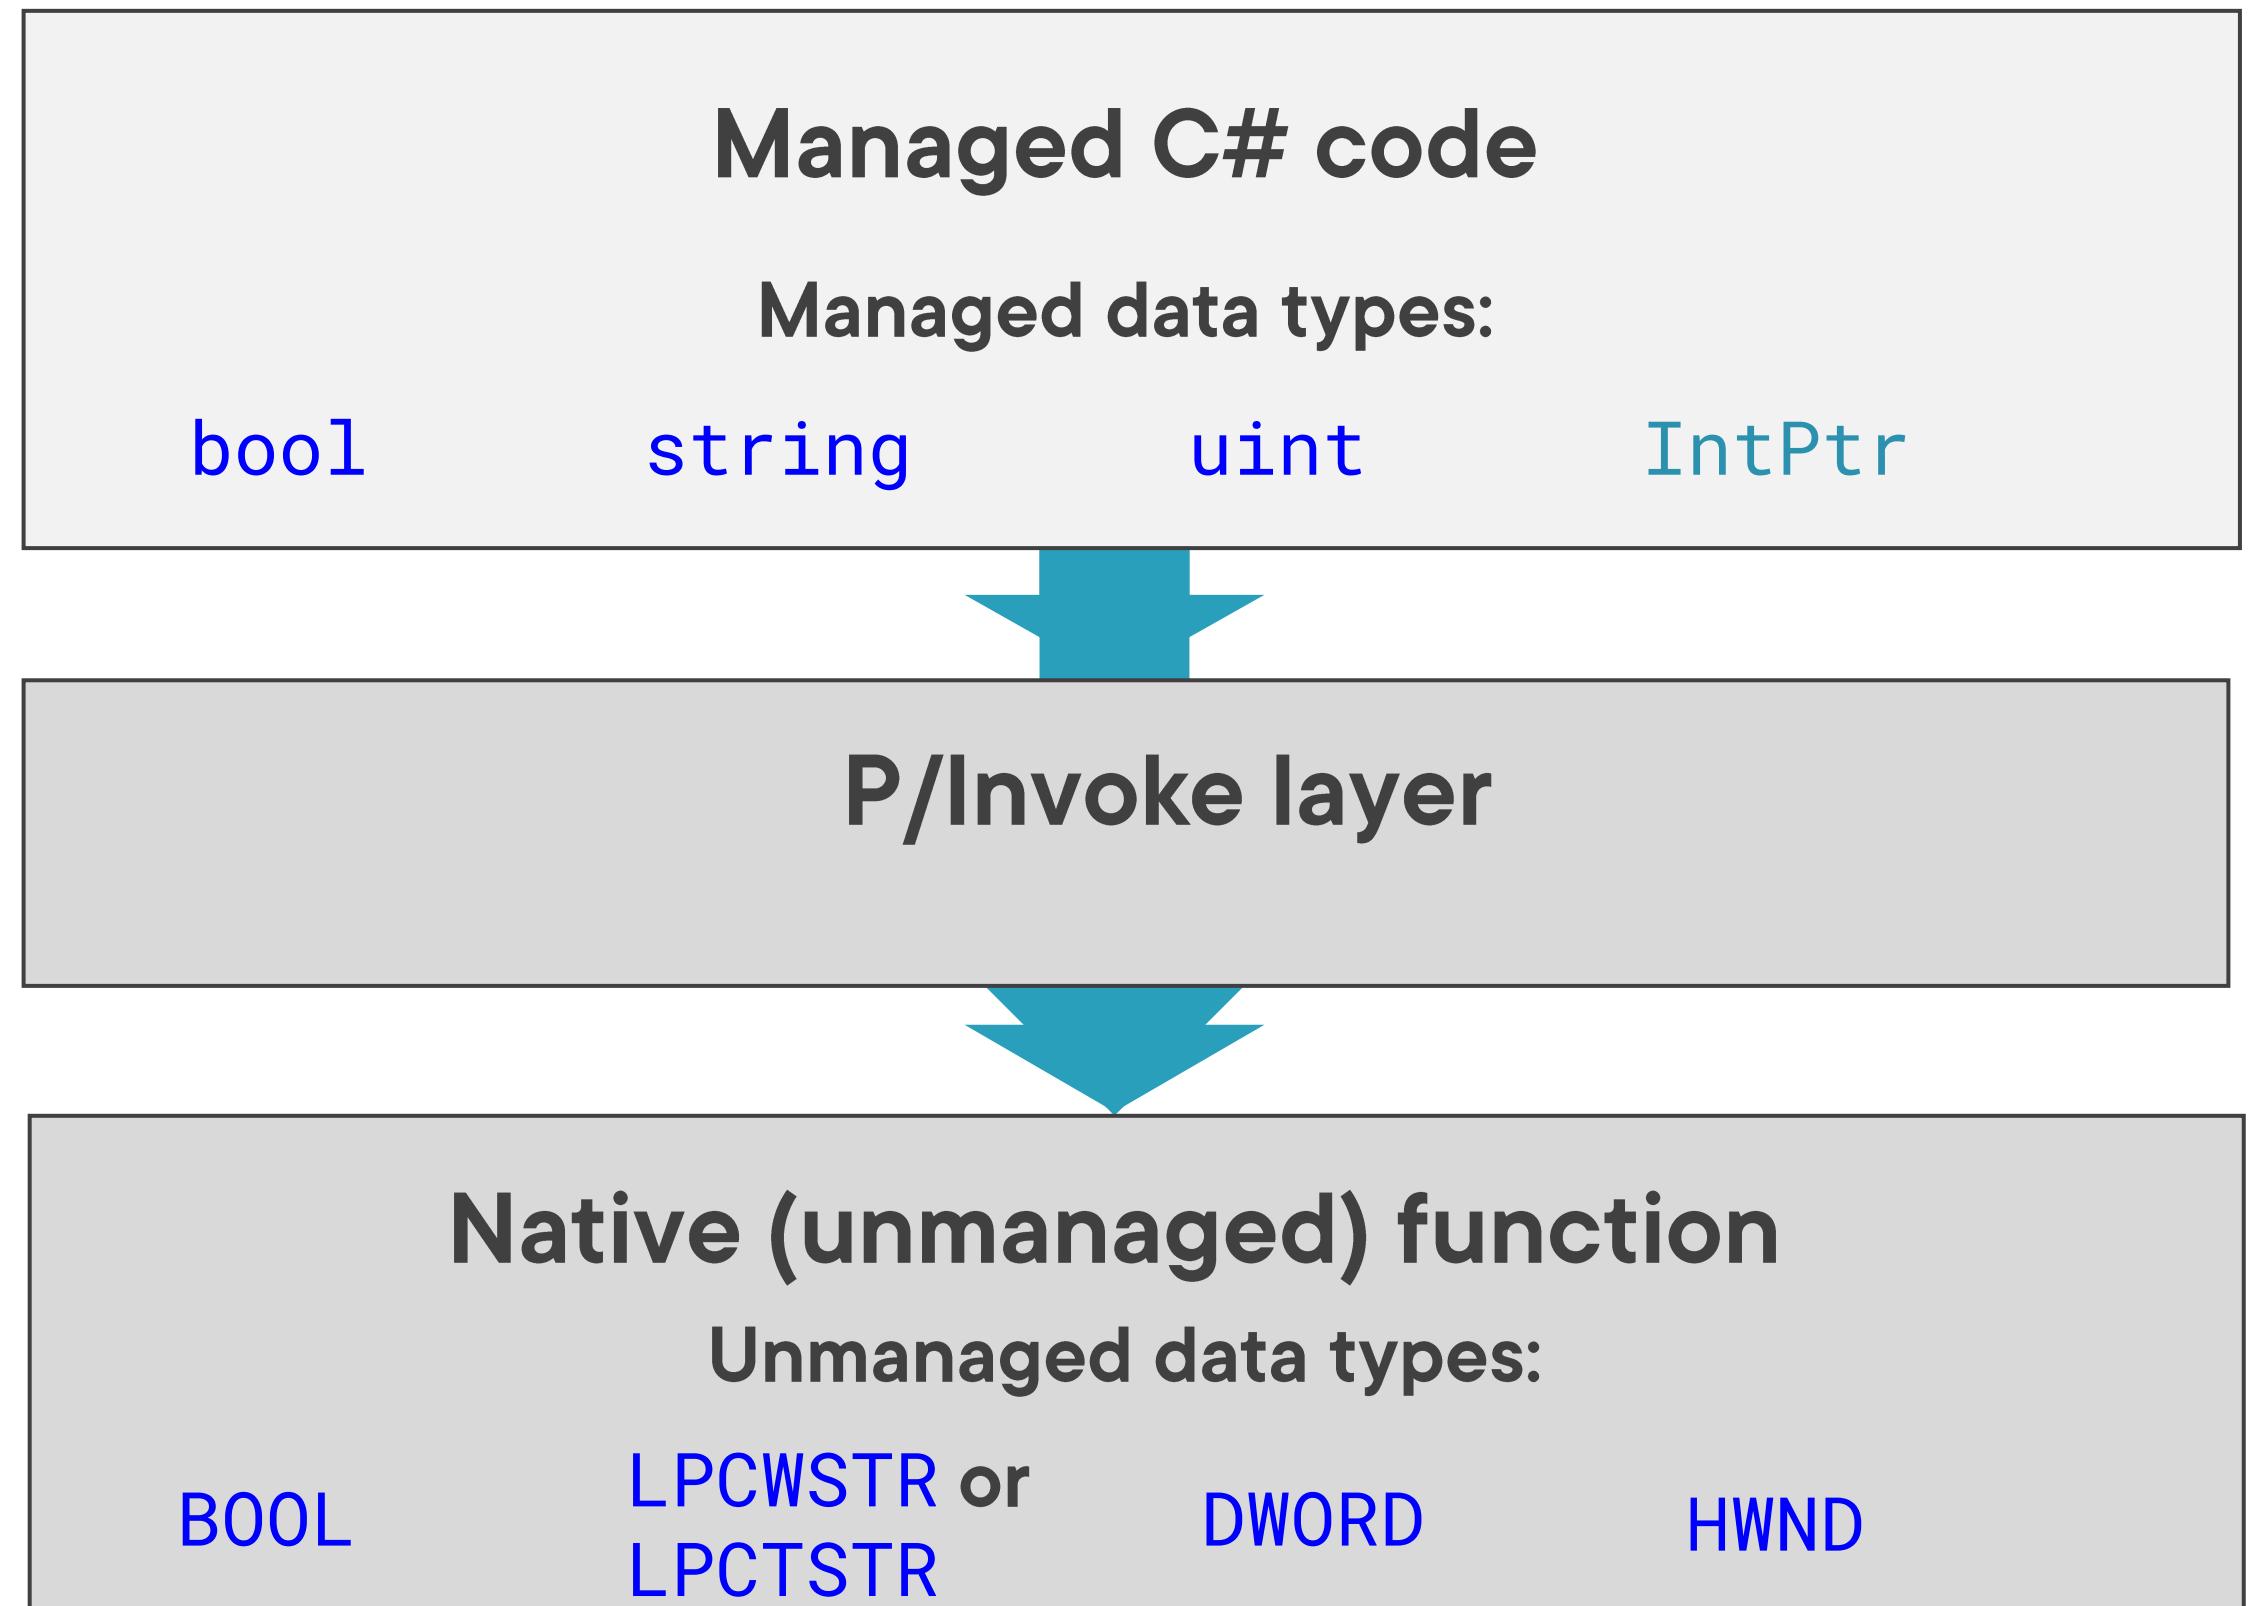 Managed C# code
Managed data types:
bool string uint IntPtr
P/Invoke layer
Native (unmanaged) function
Unmanaged data types:
BOOL LPCWSTR or LPCTSTR DWORD HWND